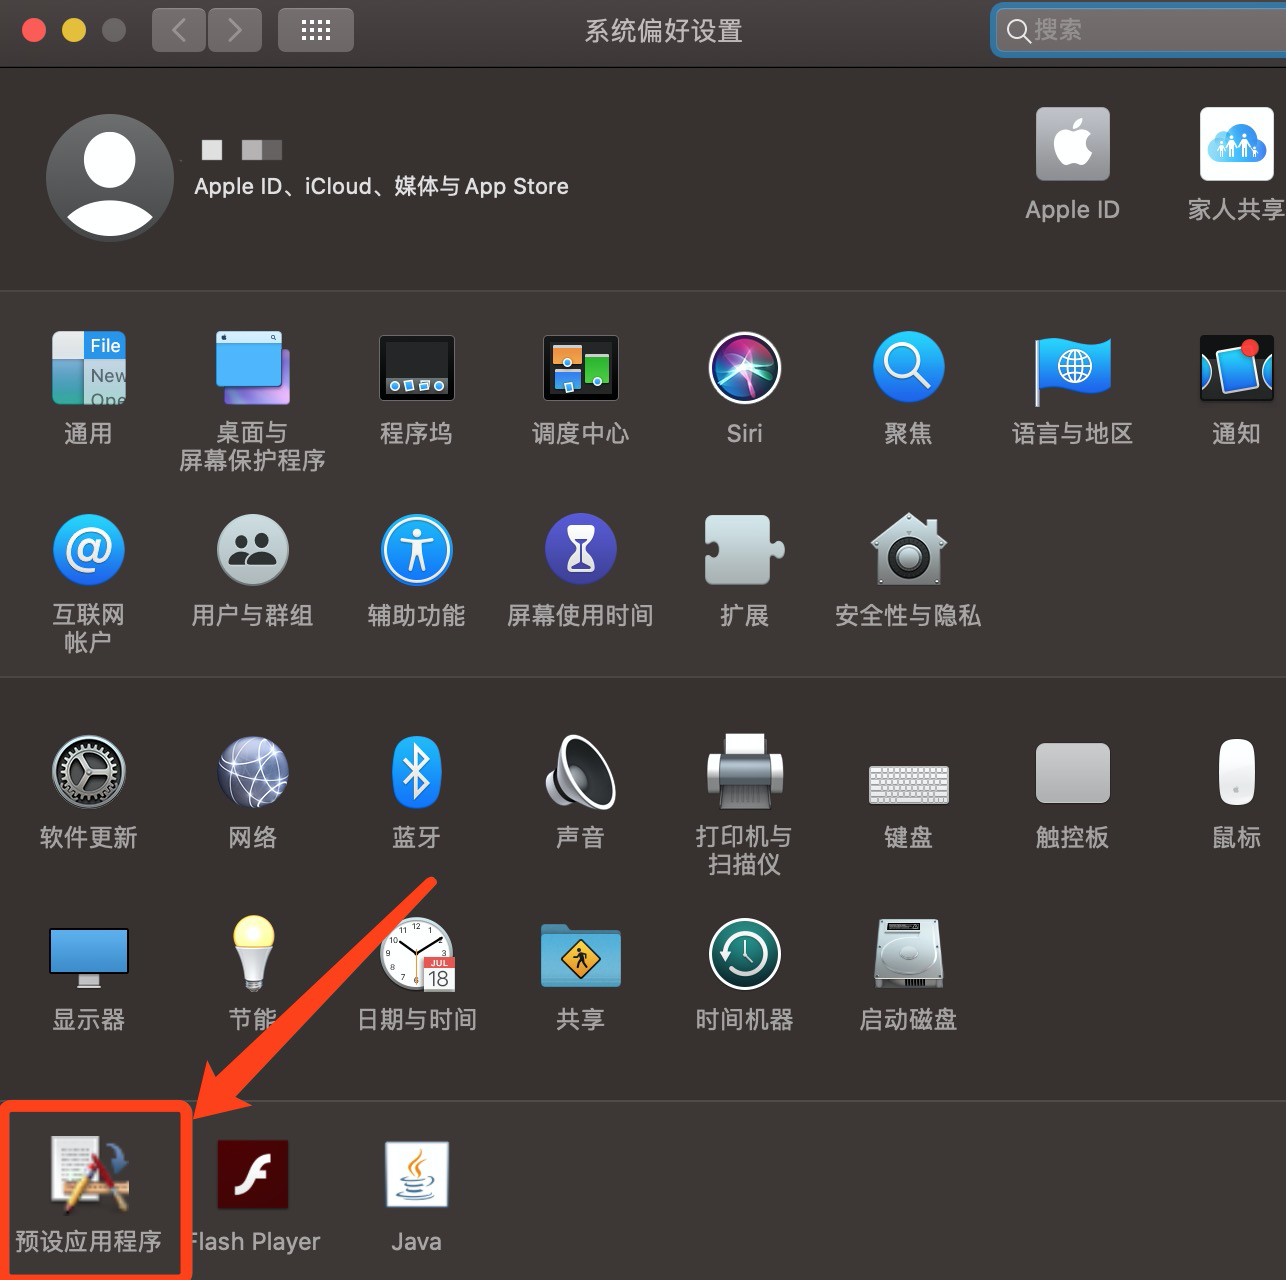 系统偏好设置
搜索
Apple ID、iCloud、媒体与 App Store
Apple ID
家人共享
File
New
Ope
通用
桌面与
屏幕保护程序
程序坞
调度中心
Siri
聚焦
语言与地区
通知
互联网
帐户
用户与群组
辅助功能
屏幕使用时间
扩展
安全性与隐私
软件更新
网络
蓝牙
声音
打印机与
扫描仪
键盘
触控板
鼠标
JUL
18
显示器
节能
日期与时间
共享
时间机器
启动磁盘
预设应用程序
Flash Player
Java